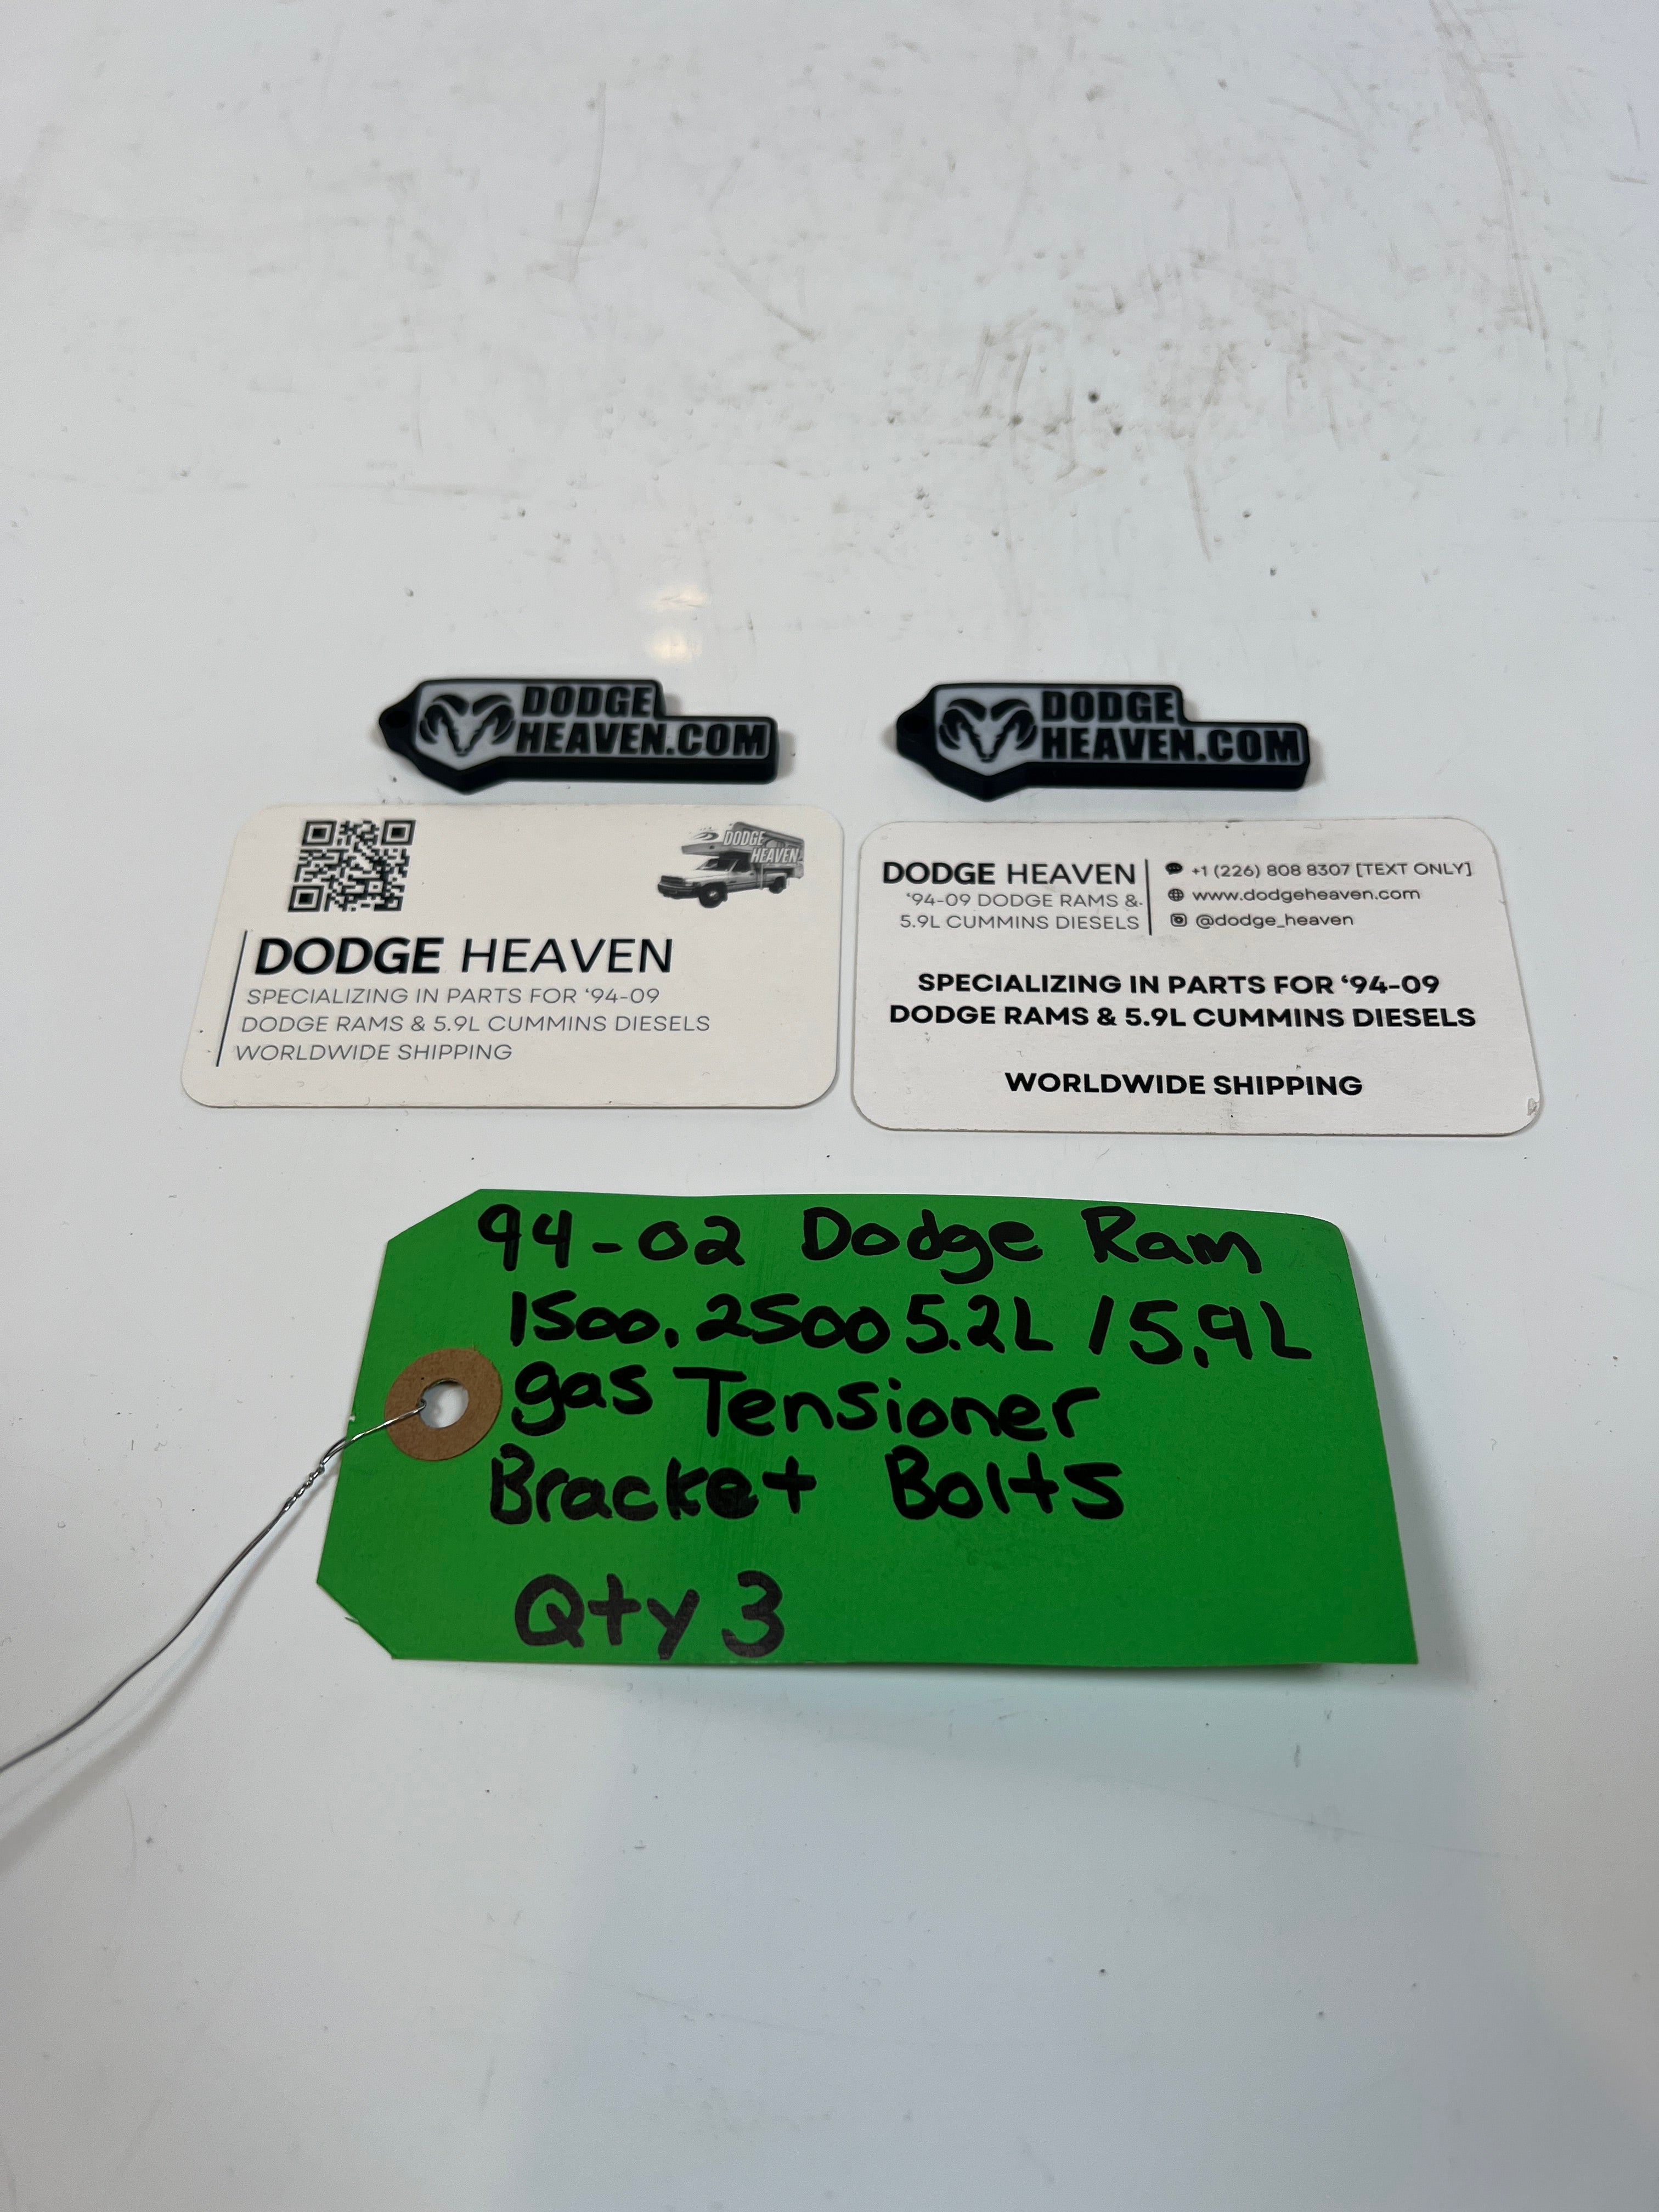 DODGE
HEAVEN.COM
DODGE
HEAVEN.COM
DODGE
HEAVEN
DODGE HEAVEN
SPECIALIZING IN PARTS FOR ‘94-09
DODGE RAMS & 5.9L CUMMINS DIESELS
WORLDWIDE SHIPPING
DODGE HEAVEN
‘94-09 DODGE RAMS &
5.9L CUMMINS DIESELS
+1 (226) 808 8307 [TEXT ONLY]
www.dodgeheaven.com
@dodge_heaven
SPECIALIZING IN PARTS FOR ‘94-09
DODGE RAMS & 5.9L CUMMINS DIESELS
WORLDWIDE SHIPPING
94-02 Dodge Ram
1500, 2500 5.2L / 5.9L
gas Tensioner
Bracket Bolts
Qty 3